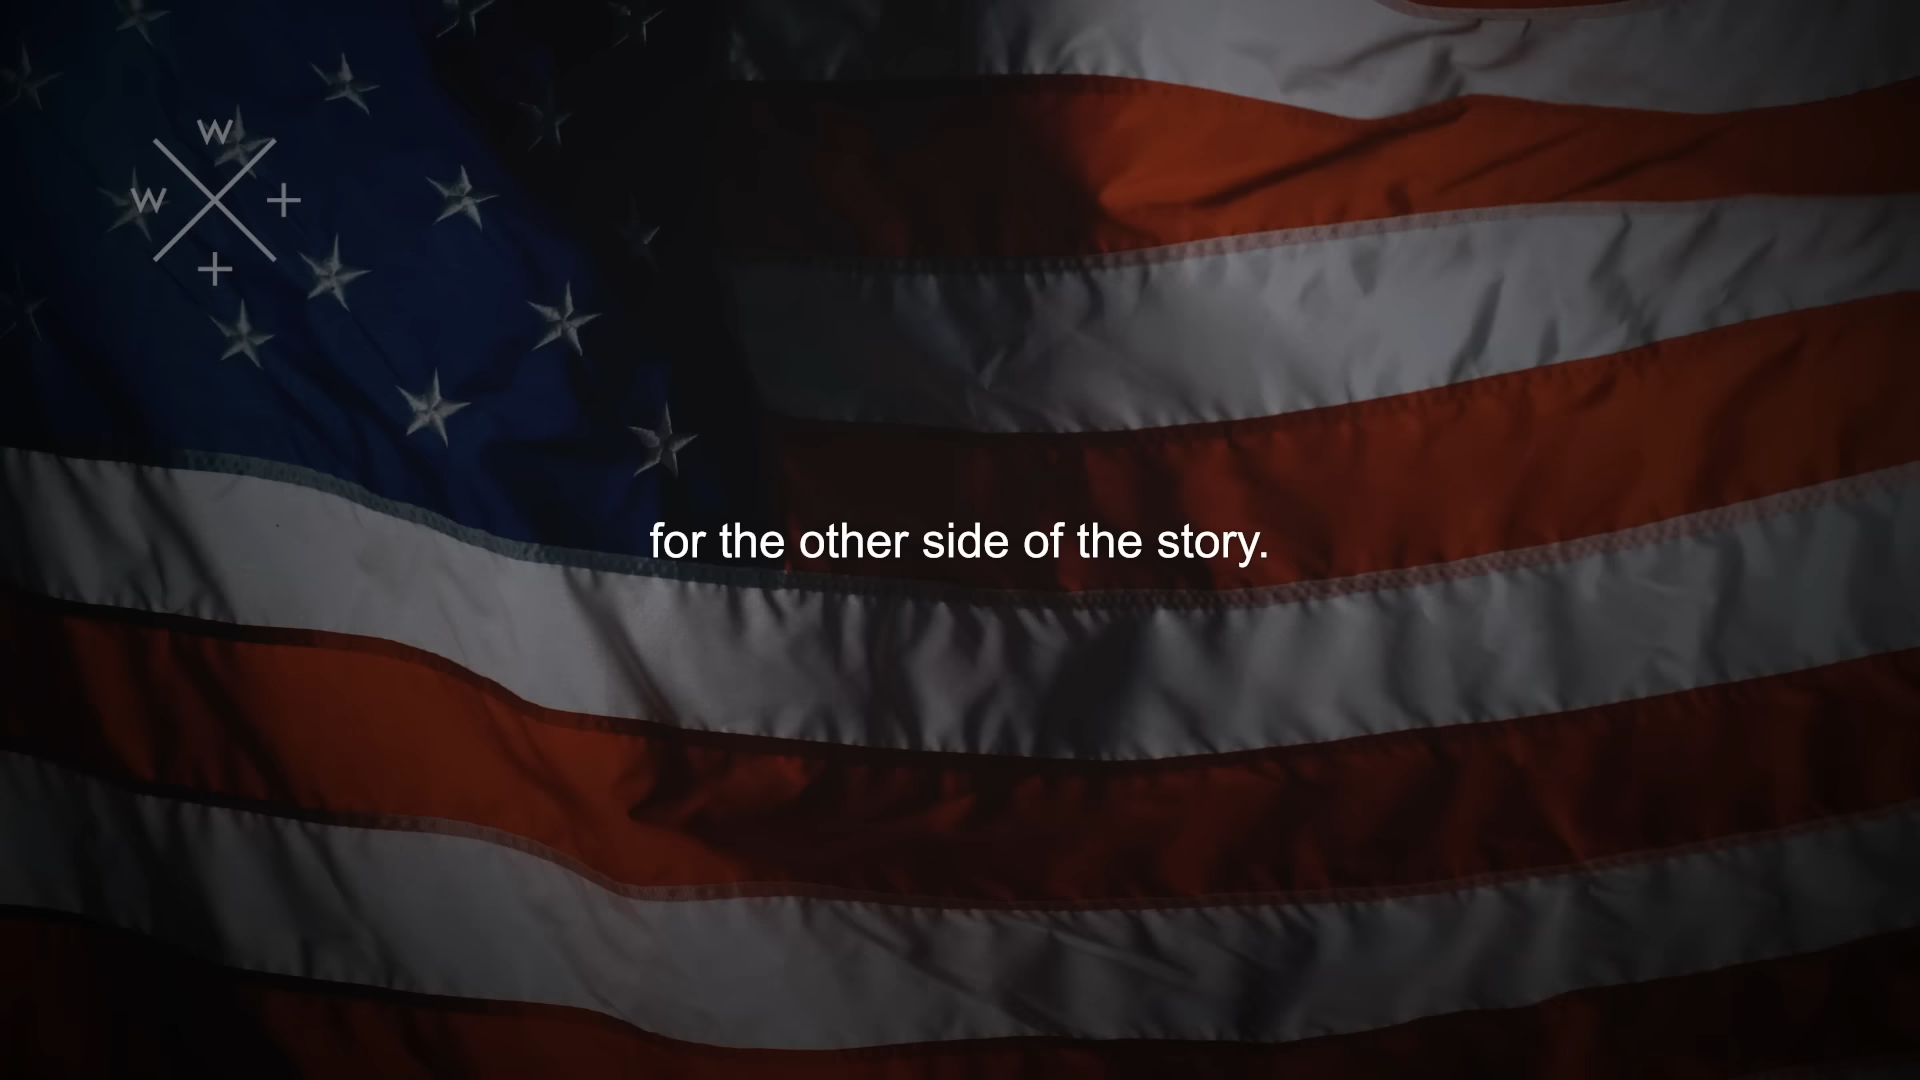 W
W +
+
for the other side of the story.